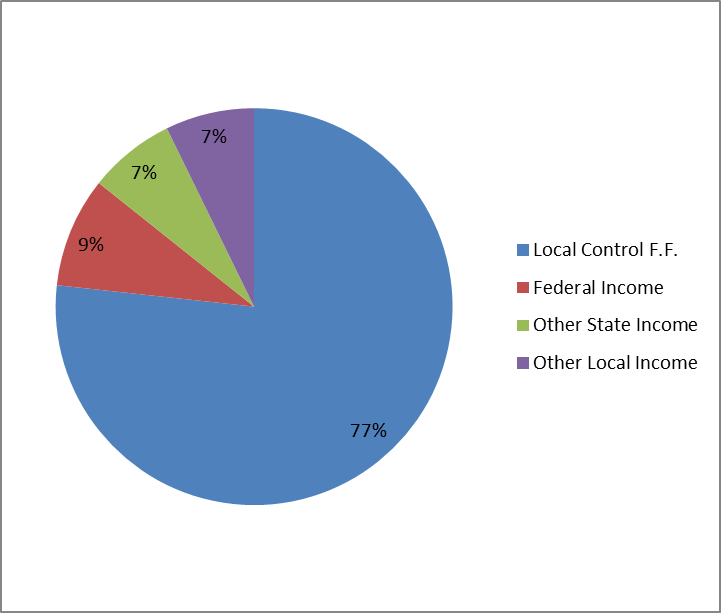 7%
7%
9%
77%
Local Control F.F.
Federal Income
Other State Income
Other Local Income